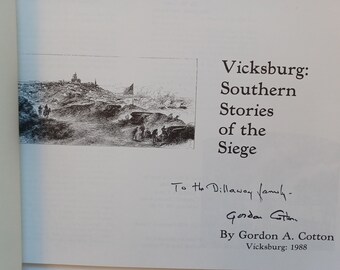 Vicksburg:
Southern
Stories
of the
Siege
To the Dillaway family.
Gordon Cotton
By Gordon A. Cotton
Vicksburg: 1988